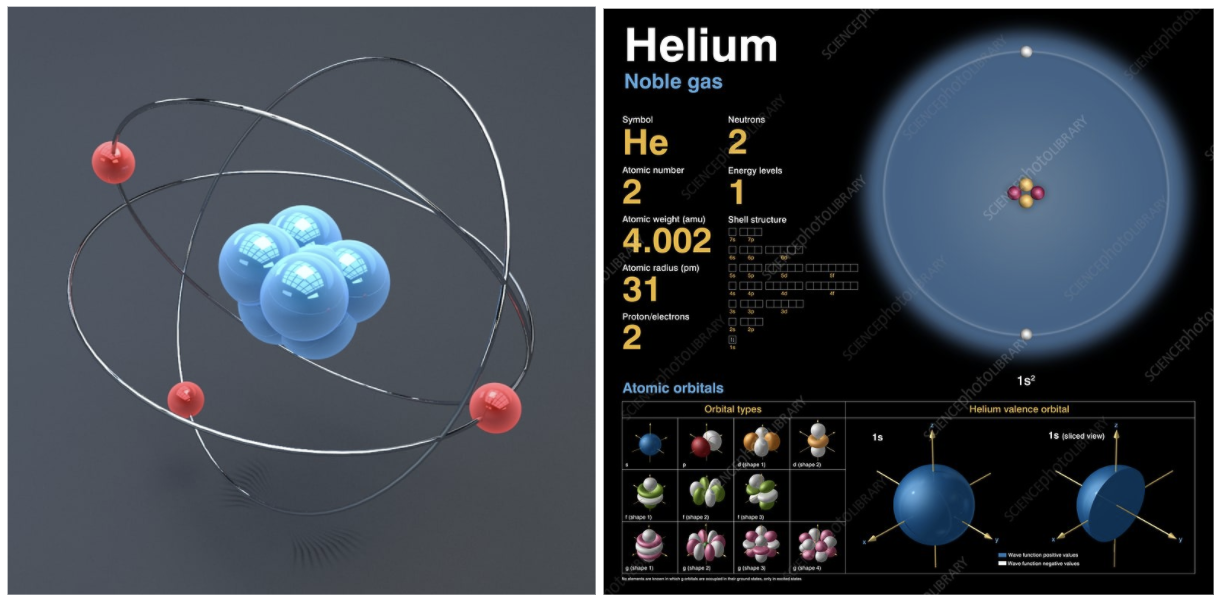 Helium
Noble gas
Symbol
He
Neutrons
2
Atomic number
2
Energy levels
1
Atomic weight (amu)
4.002
Shell structure
7s 7p
6s 6p 6d
5s 5p 5d 5f
4s 4p 4d 4f
3s 3p 3d
2s 2p
1s
Atomic radius (pm)
31
Proton/electrons
2
1s²
Atomic orbitals
Orbital types
s p d (shape 1) d (shape 2)
f (shape 1) f (shape 2) f (shape 3)
g (shape 1) g (shape 2) g (shape 3) g (shape 4)
No elements are known in which g orbitals are occupied in their ground states, only in excited states.
Helium valence orbital
1s
z
x
y
1s (sliced view)
z
x
y
Wave function positive values
Wave function negative values
SCIENCEphotoLIBRARY